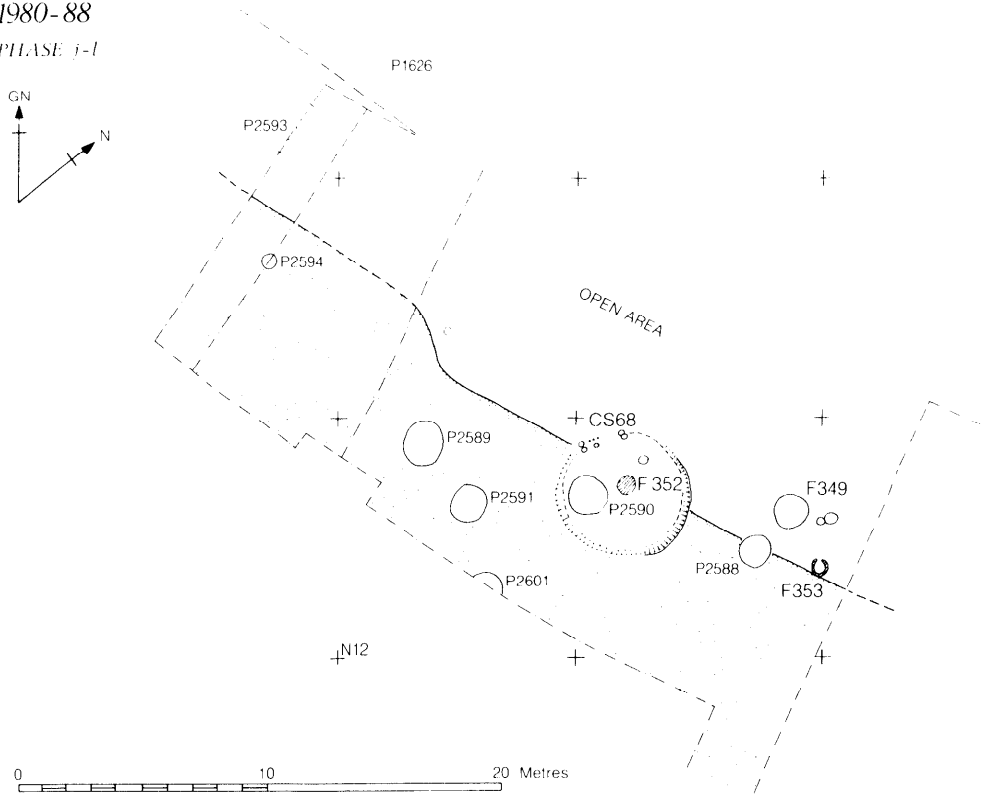 1980-88
PHASE j-l
GN
N
P1626
P2593
P2594
OPEN AREA
CS68
P2589
F 352
F349
P2591
P2590
P2588
P2601
F353
N12
0 10 20 Metres